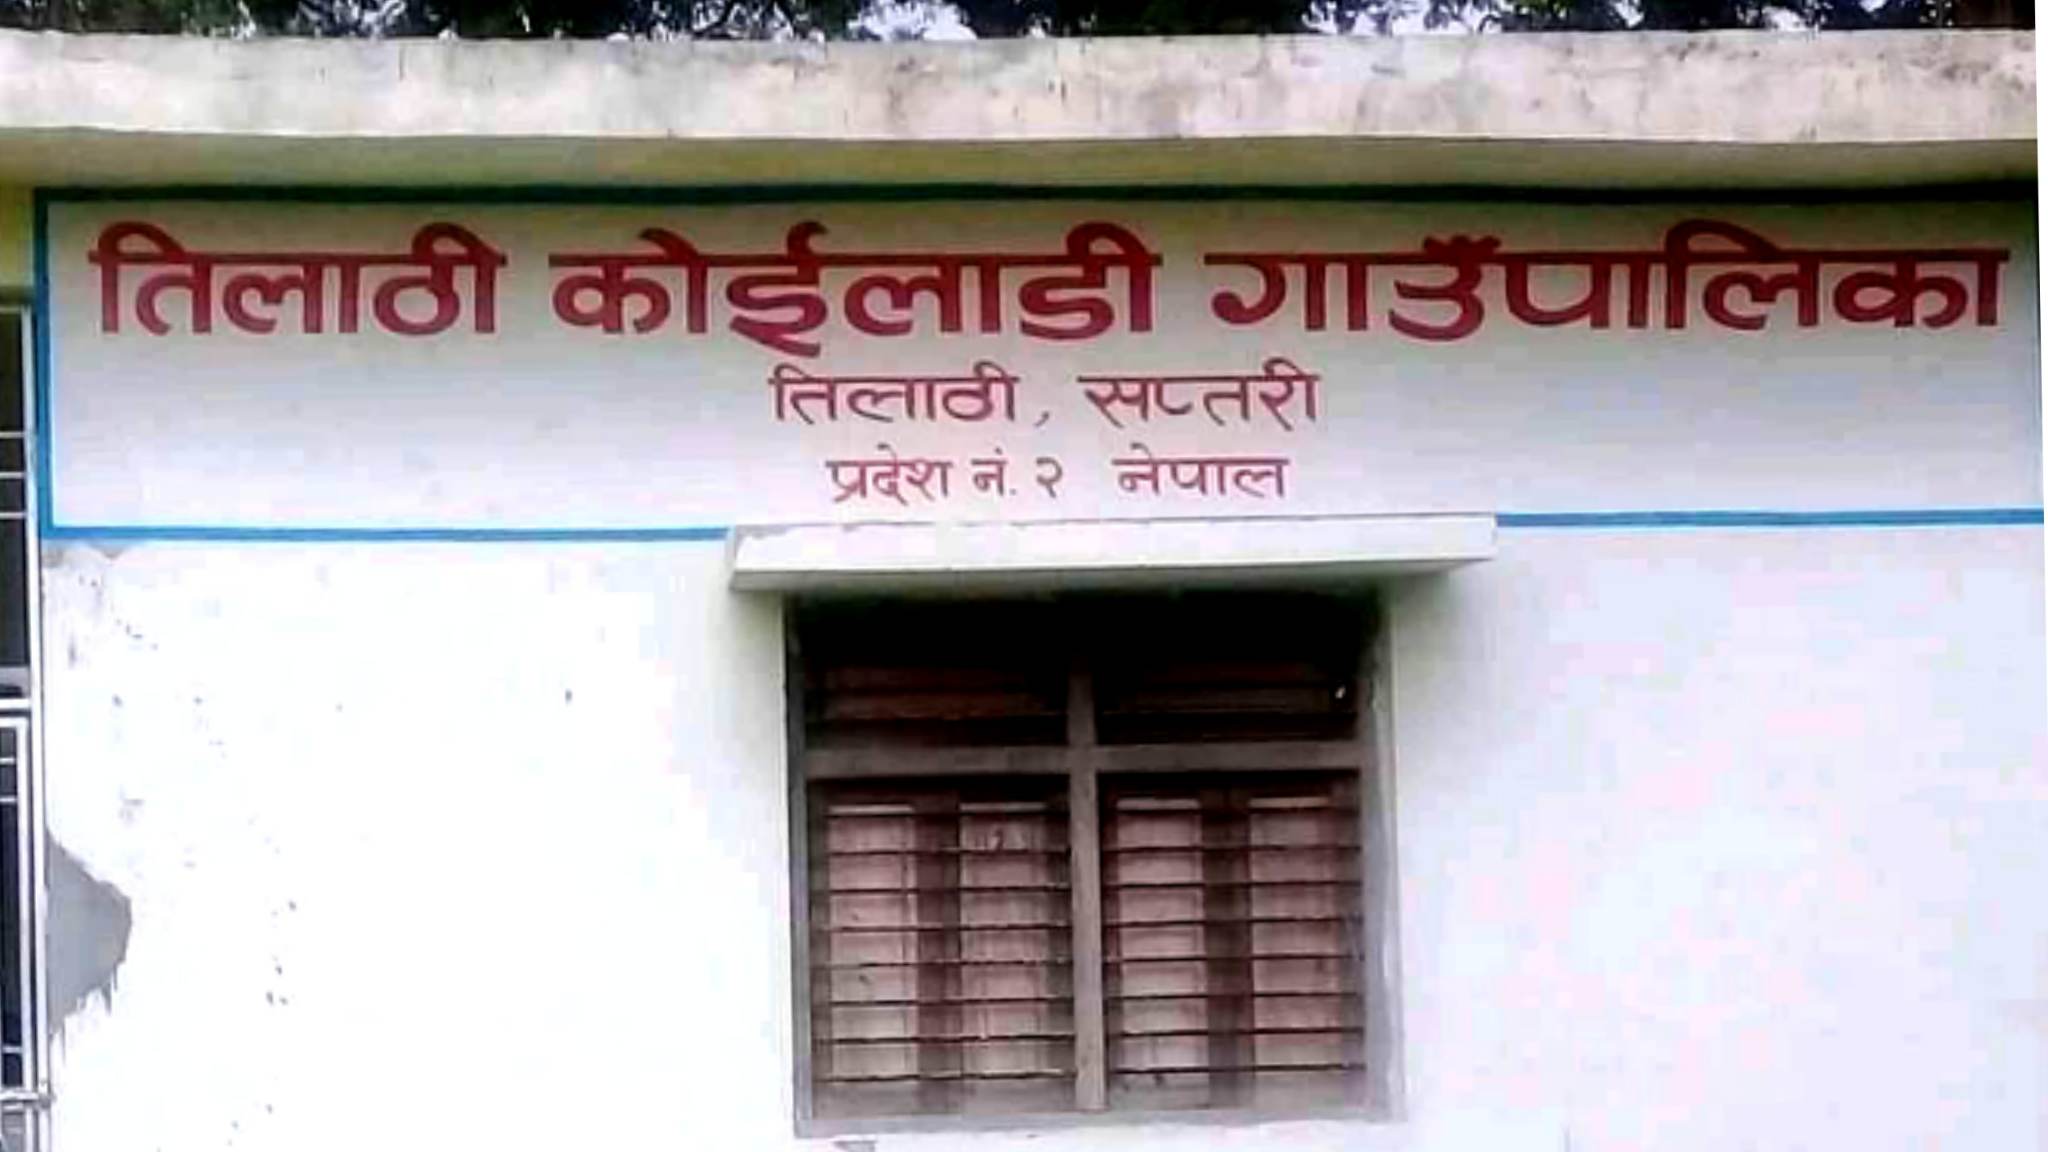 तिलाठी कोईलाडी गाउँपालिका
तिलाठी, सप्तरी
प्रदेश नं. २ नेपाल